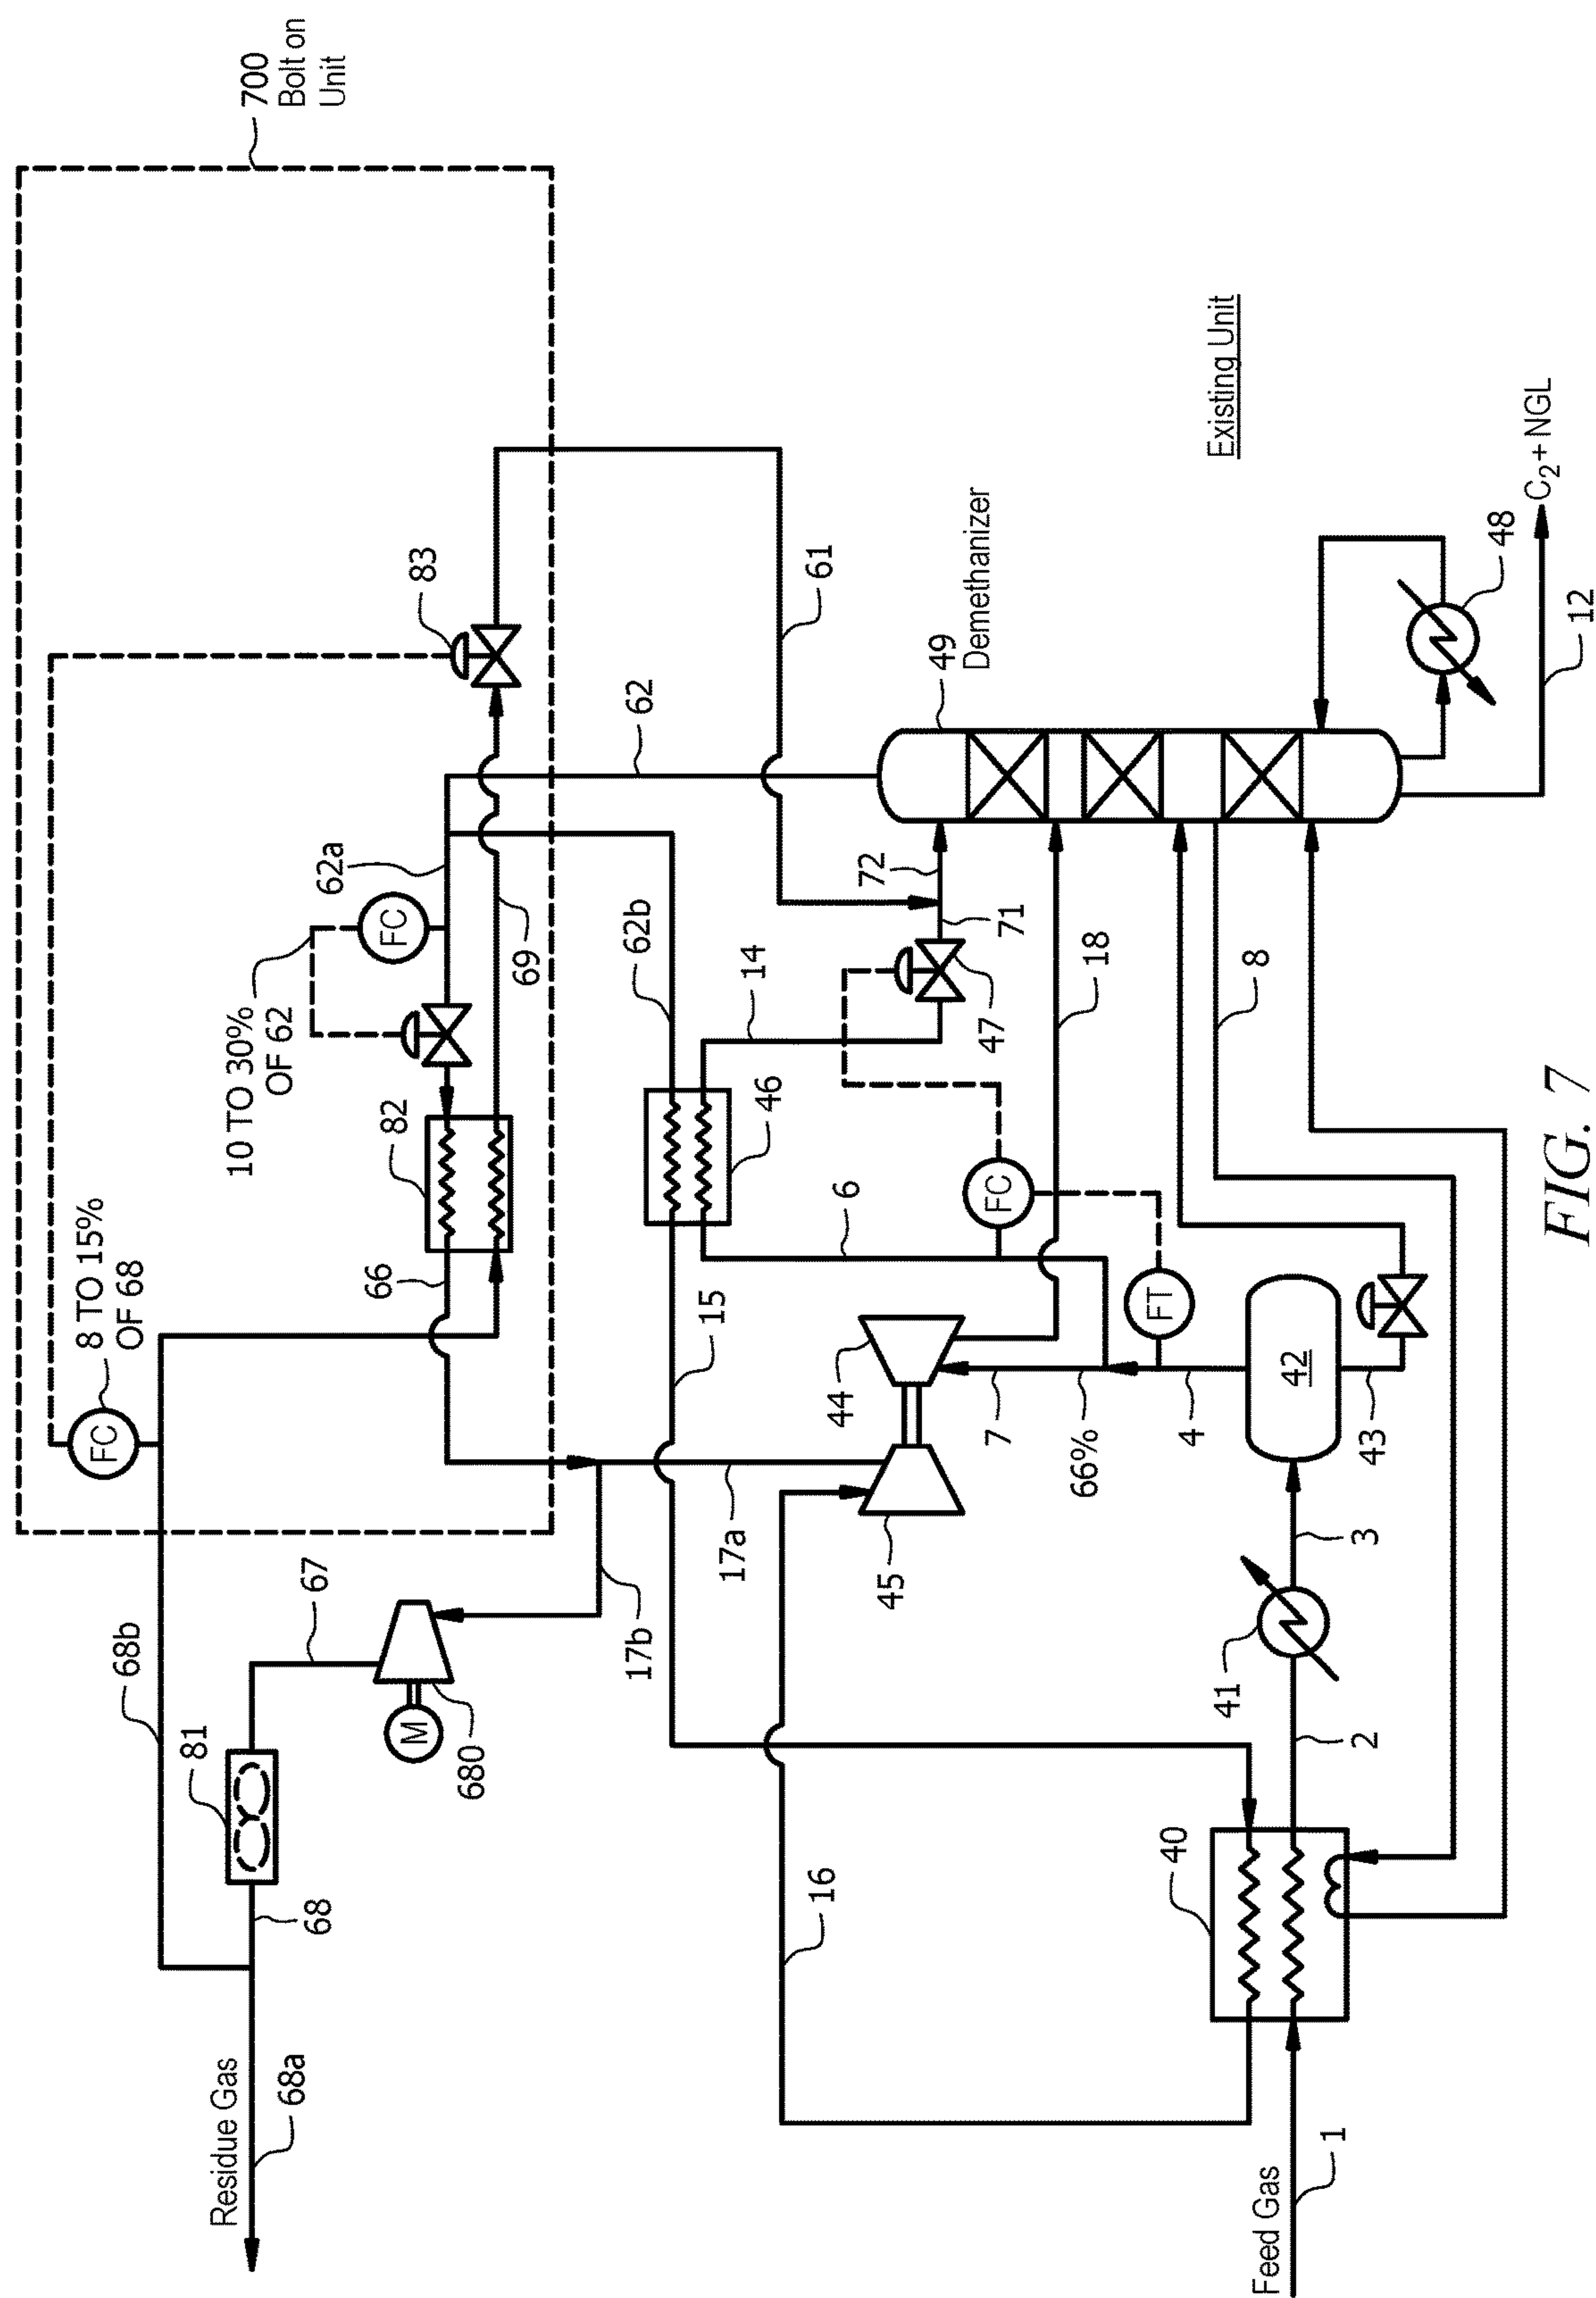 700
Bolt on
Unit
FC
8 TO 15%
OF 68
10 TO 30%
OF 62
FC
62a
83
82
66
69
68b
67
81
68
M
680
Residue Gas
68a
17b
17a
62b
62
61
15
46
14
6
16
44
45
47
71
72
49
Demethanizer
Existing Unit
FC
FT
18
8
7
66%
4
42
43
3
41
2
40
Feed Gas
1
48
C2+NGL
12
FIG. 7